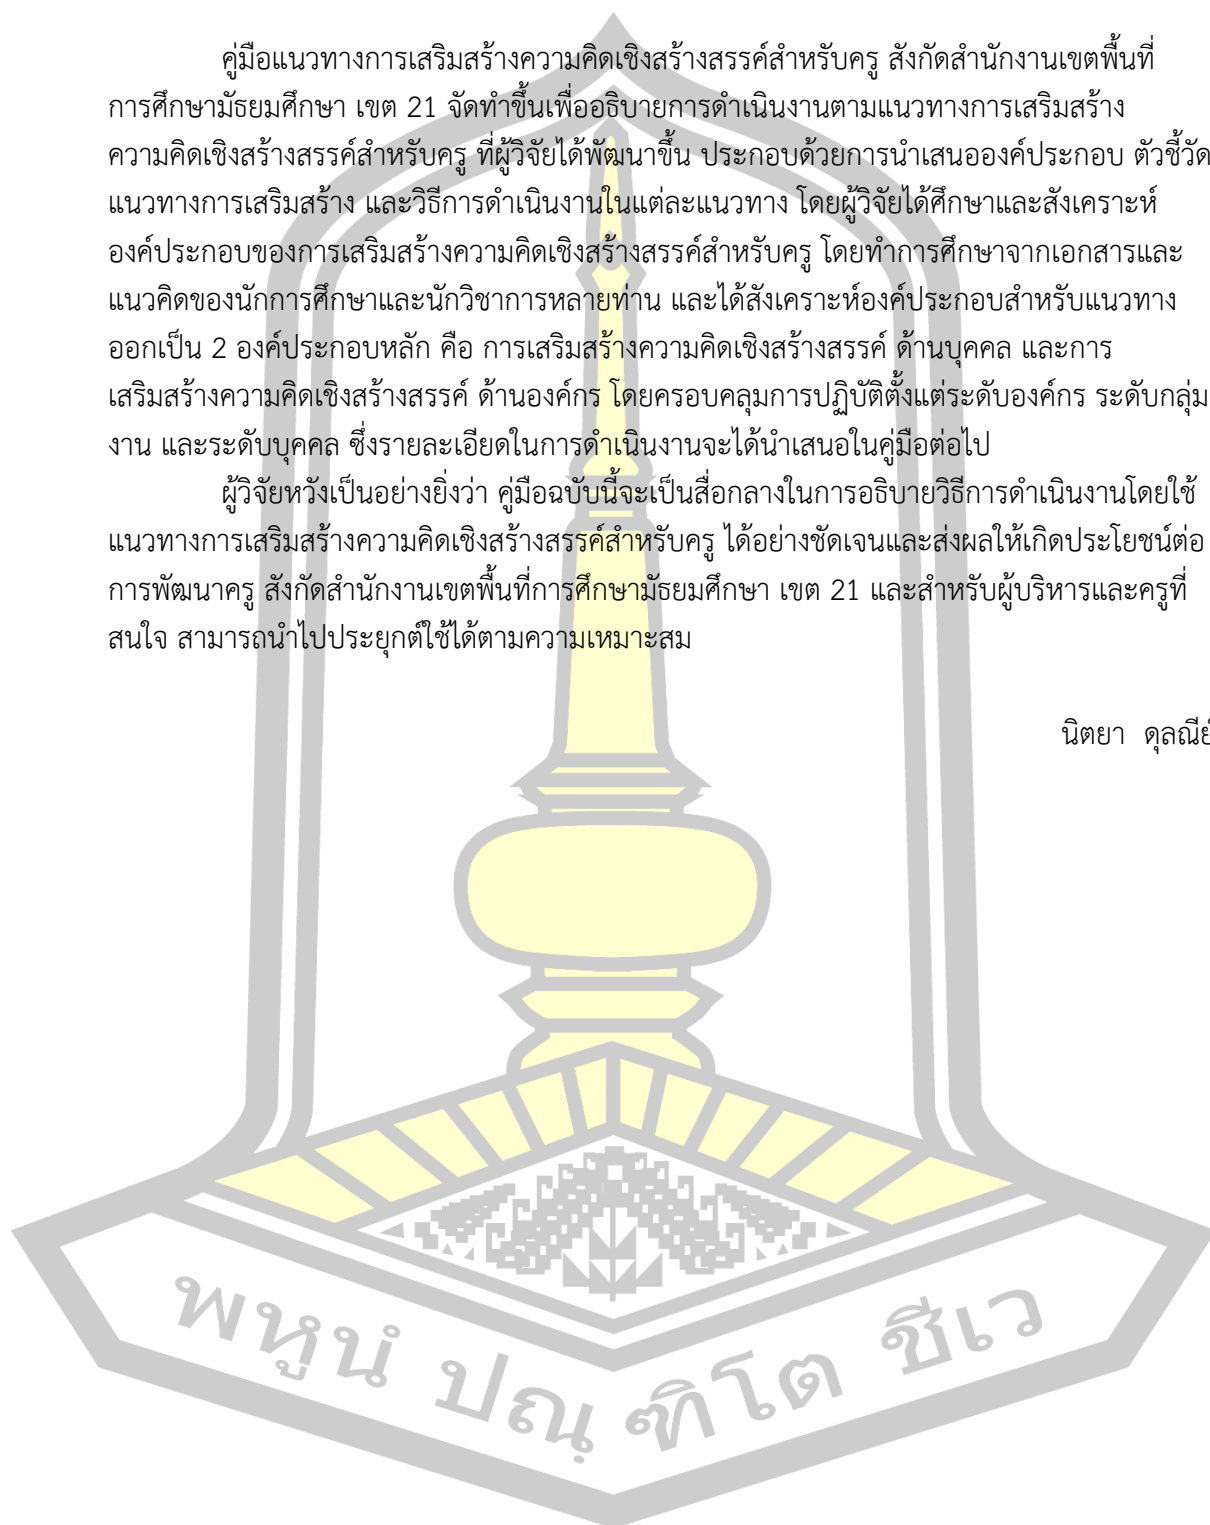 คู่มือแนวทางการเสริมสร้างความคิดเชิงสร้างสรรค์สำหรับครู สังกัดสำนักงานเขตพื้นที่
การศึกษามัธยมศึกษา เขต 21 จัดทำขึ้นเพื่ออธิบายการดำเนินงานตามแนวทางการเสริมสร้าง
ความคิดเชิงสร้างสรรค์สำหรับครู ที่ผู้วิจัยได้พัฒนาขึ้น ประกอบด้วยการนำเสนอองค์ประกอบ ตัวชี้วัด
แนวทางการเสริมสร้าง และวิธีการดำเนินงานในแต่ละแนวทาง โดยผู้วิจัยได้ศึกษาและสังเคราะห์
องค์ประกอบของการเสริมสร้างความคิดเชิงสร้างสรรค์สำหรับครู โดยทำการศึกษาจากเอกสารและ
แนวคิดของนักการศึกษาและนักวิชาการหลายท่าน และได้สังเคราะห์องค์ประกอบสำหรับแนวทาง
ออกเป็น 2 องค์ประกอบหลัก คือ การเสริมสร้างความคิดเชิงสร้างสรรค์ ด้านบุคคล และการ
เสริมสร้างความคิดเชิงสร้างสรรค์ ด้านองค์กร โดยครอบคลุมการปฏิบัติตั้งแต่ระดับองค์กร ระดับกลุ่ม
งาน และระดับบุคคล ซึ่งรายละเอียดในการดำเนินงานจะได้นำเสนอในคู่มือต่อไป
ผู้วิจัยหวังเป็นอย่างยิ่งว่า คู่มือฉบับนี้จะเป็นสื่อกลางในการอธิบายวิธีการดำเนินงานโดยใช้
แนวทางการเสริมสร้างความคิดเชิงสร้างสรรค์สำหรับครู ได้อย่างชัดเจนและส่งผลให้เกิดประโยชน์ต่อ
การพัฒนาครู สังกัดสำนักงานเขตพื้นที่การศึกษามัธยมศึกษา เขต 21 และสำหรับผู้บริหารและครูที่
สนใจ สามารถนำไปประยุกต์ใช้ได้ตามความเหมาะสม
นิตยา ดุลณีย์
พหูนํ ปณฺฑิโต ชีเว